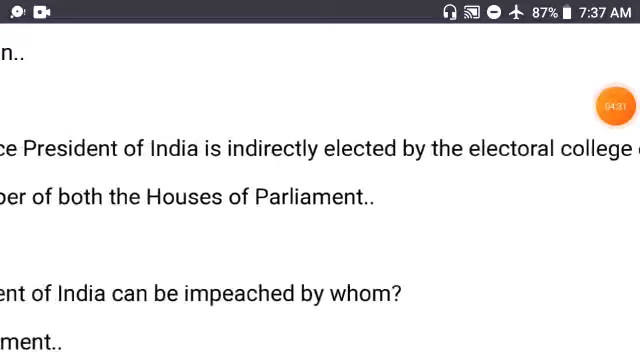 87% 7:37 AM
n..
04:31
ce President of India is indirectly elected by the electoral college
ber of both the Houses of Parliament..
ent of India can be impeached by whom?
ment..